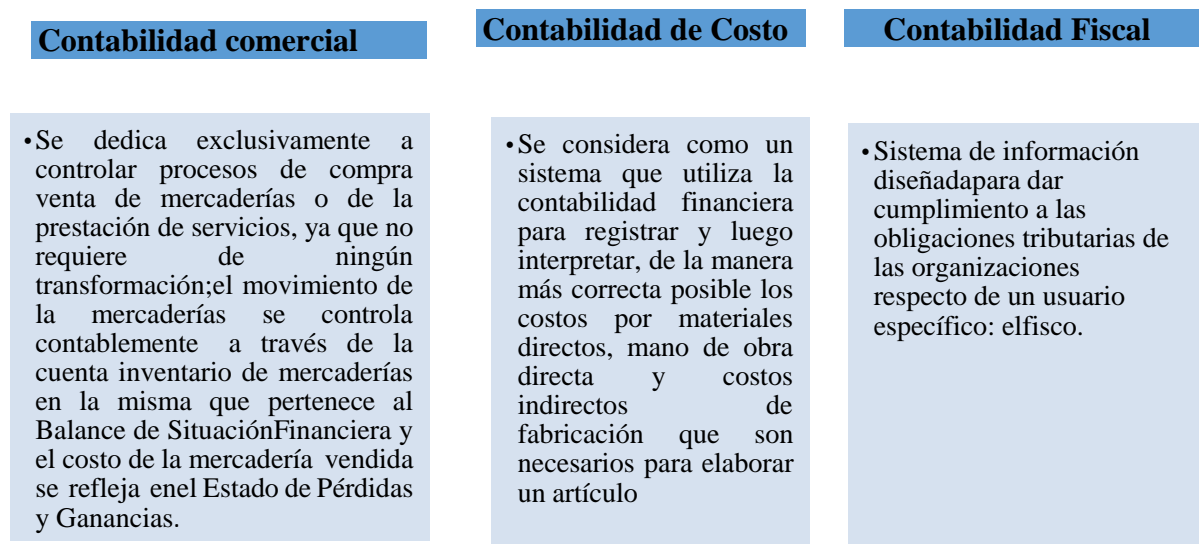 Contabilidad comercial
•Se dedica exclusivamente a
controlar procesos de compra
venta de mercaderías o de la
prestación de servicios, ya que no
requiere de ningún
transformación;el movimiento de
la mercaderías se controla
contablemente a través de la
cuenta inventario de mercaderías
en la misma que pertenece al
Balance de SituaciónFinanciera y
el costo de la mercadería vendida
se refleja enel Estado de Pérdidas
y Ganancias.
Contabilidad de Costo
•Se considera como un
sistema que utiliza la
contabilidad financiera
para registrar y luego
interpretar, de la manera
más correcta posible los
costos por materiales
directos, mano de obra
directa y costos
indirectos de
fabricación que son
necesarios para elaborar
un artículo
Contabilidad Fiscal
•Sistema de información
diseñadapara dar
cumplimiento a las
obligaciones tributarias de
las organizaciones
respecto de un usuario
específico: elfisco.